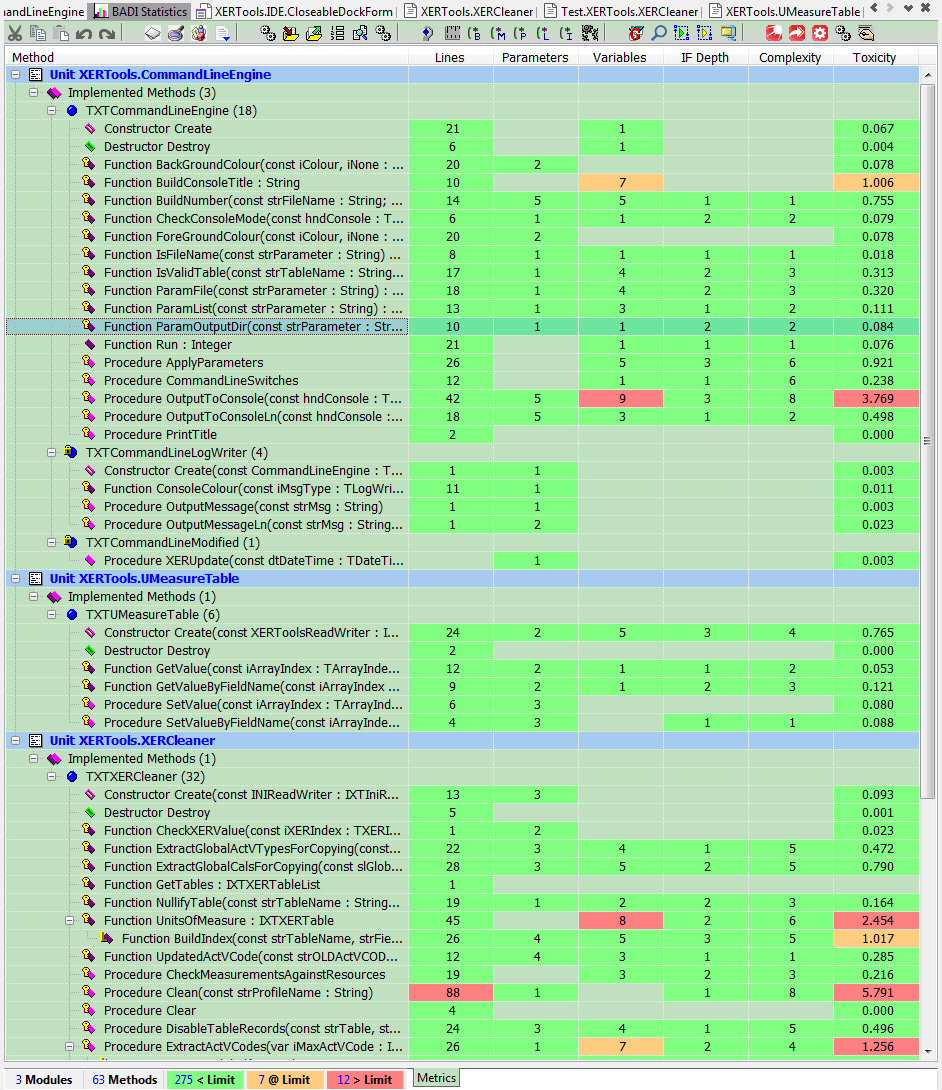 andLineEngine BADI Statistics XERTools.IDE.CloseableDockForm XERTools.XERCleaner Test.XERTools.XERCleaner XERTools.UMeasureTable
Method Lines Parameters Variables IF Depth Complexity Toxicity
Unit XERTools.CommandLineEngine
Implemented Methods (3)
TXTCommandLineEngine (18)
Constructor Create 21 1 0.067
Destructor Destroy 6 1 0.004
Function BackGroundColour(const iColour, iNone : ... 20 2 0.078
Function BuildConsoleTitle : String 10 7 1.006
Function BuildNumber(const strFileName : String; ... 14 5 5 1 1 0.755
Function CheckConsoleMode(const hndConsole : T... 6 1 1 2 2 0.079
Function ForeGroundColour(const iColour, iNone : ... 20 2 0.078
Function IsFileName(const strParameter : String) ... 8 1 1 1 1 0.018
Function IsValidTable(const strTableName : String... 17 1 4 2 3 0.313
Function ParamFile(const strParameter : String) : ... 18 1 4 2 3 0.320
Function ParamList(const strParameter : String) : ... 13 1 3 1 2 0.111
Function ParamOutputDir(const strParameter : Str... 10 1 1 2 2 0.084
Function Run : Integer 21 1 1 1 0.076
Procedure ApplyParameters 26 5 3 6 0.921
Procedure CommandLineSwitches 12 1 1 6 0.238
Procedure OutputToConsole(const hndConsole : T... 42 5 9 3 8 3.769
Procedure OutputToConsoleLn(const hndConsole : ... 18 5 3 1 2 0.498
Procedure PrintTitle 2 0.000
TXTCommandLineLogWriter (4)
Constructor Create(const CommandLineEngine : T... 1 1 0.003
Function ConsoleColour(const iMsgType : TLogWri... 11 1 0.011
Procedure OutputMessage(const strMsg : String) 1 1 0.003
Procedure OutputMessageLn(const strMsg : String... 1 2 0.023
TXTCommandLineModified (1)
Procedure XERUpdate(const dtDateTime : TDateTi... 1 0.003
Unit XERTools.UMeasureTable
Implemented Methods (1)
TXTUMeasureTable (6)
Constructor Create(const XERToolsReadWriter : I... 24 2 5 3 4 0.765
Destructor Destroy 2 0.000
Function GetValue(const iArrayIndex : TArrayInde... 12 2 1 1 2 0.053
Function GetValueByFieldName(const iArrayIndex ... 9 2 1 2 3 0.121
Procedure SetValue(const iArrayIndex : TArrayInd... 6 3 0.080
Procedure SetValueByFieldName(const iArrayInde... 4 3 1 1 0.088
Unit XERTools.XERCleaner
Implemented Methods (1)
TXTXERCleaner (32)
Constructor Create(const INIReadWriter : IXTIniR... 13 3 0.093
Destructor Destroy 5 0.001
Function CheckXERValue(const iXERIndex : TXERI... 1 2 0.023
Function ExtractGlobalActVTypesForCopying(const... 22 3 4 1 5 0.472
Function ExtractGlobalCalsForCopying(const slGlob... 28 3 5 2 5 0.790
Function GetTables : IXTXERTableList 1
Function NullifyTable(const strTableName : String... 19 1 2 2 3 0.164
Function UnitsOfMeasure : IXTXERTable 45 8 2 6 2.454
Function BuildIndex(const strTableName, strFie... 26 4 5 3 5 1.017
Function UpdatedActVCode(const strOLDActVCOD... 12 4 3 1 1 0.285
Procedure CheckMeasurementsAgainstResources 19 3 2 3 0.216
Procedure Clean(const strProfileName : String) 88 1 1 8 5.791
Procedure Clear 4 0.000
Procedure DisableTableRecords(const strTable, st... 24 3 4 1 5 0.496
Procedure ExtractActVCodes(var iMaxActVCode : I... 26 1 7 2 4 1.256
3 Modules 63 Methods 275 < Limit 7 @ Limit 12 > Limit Metrics